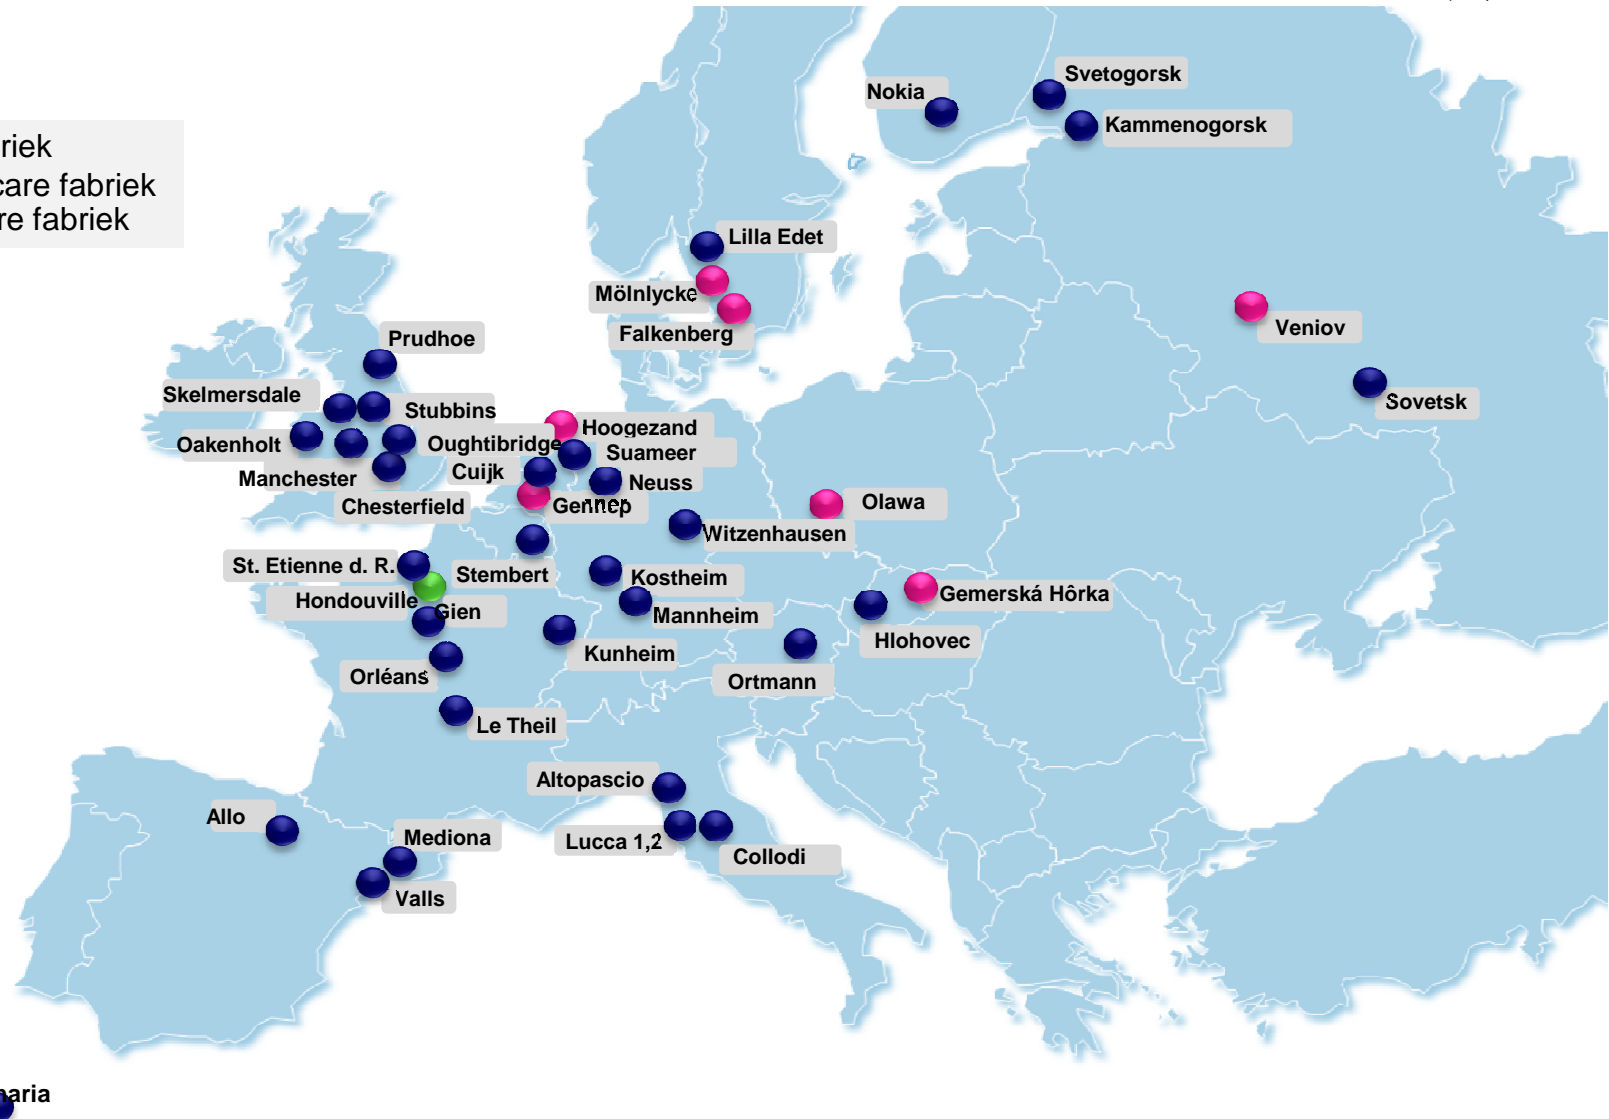 Svetogorsk
Nokia
Kammenogorsk
riek
care fabriek
re fabriek
Lilla Edet
Mölnlycke
Falkenberg
Veniov
Prudhoe
Skelmersdale
Stubbins
Sovetsk
Hoogezand
Oakenholt
Oughtibridge
Suameer
Cuijk
Manchester
Neuss
Chesterfield
Gennep
Olawa
Witzenhausen
St. Etienne d. R.
Stembert
Kostheim
Hondouville
Gien
Mannheim
Gemerská Hôrka
Hlohovec
Kunheim
Orléans
Ortmann
Le Theil
Altopascio
Allo
Mediona
Lucca 1,2
Collodi
Valls
naria